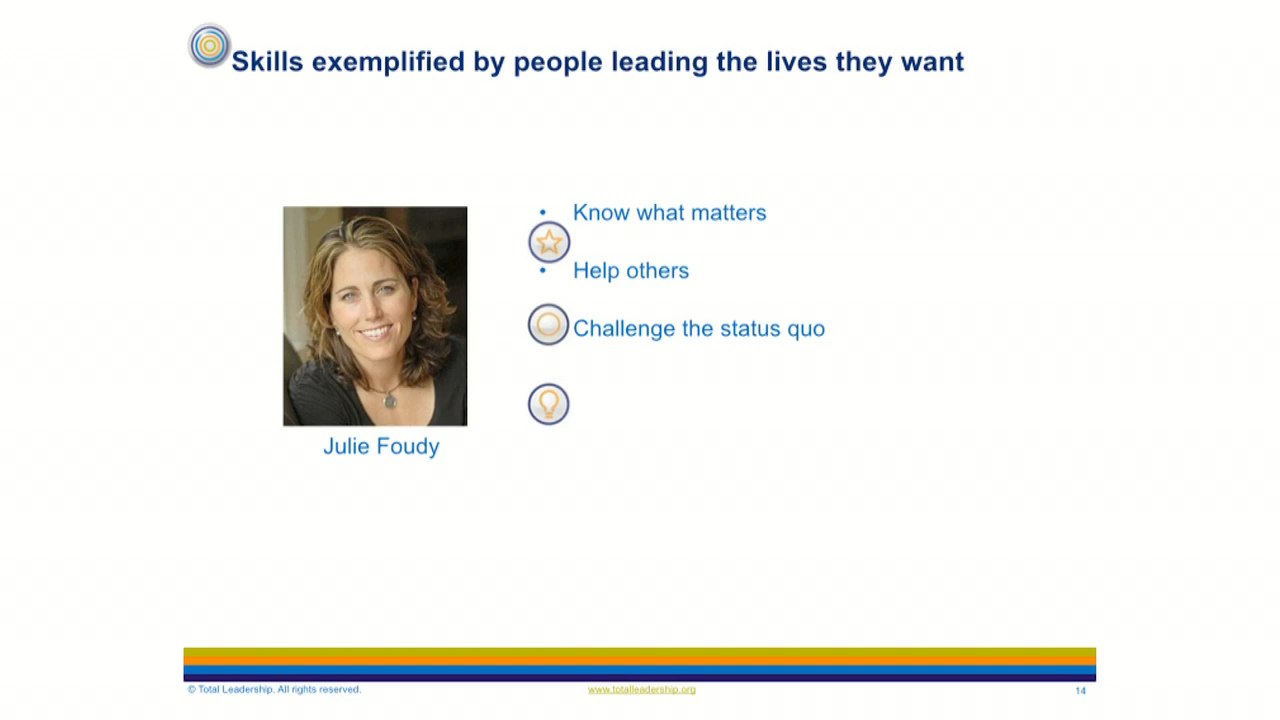 Skills exemplified by people leading the lives they want
• Know what matters
• Help others
Challenge the status quo
Julie Foudy
© Total Leadership. All rights reserved.
www.totalleadership.org
14